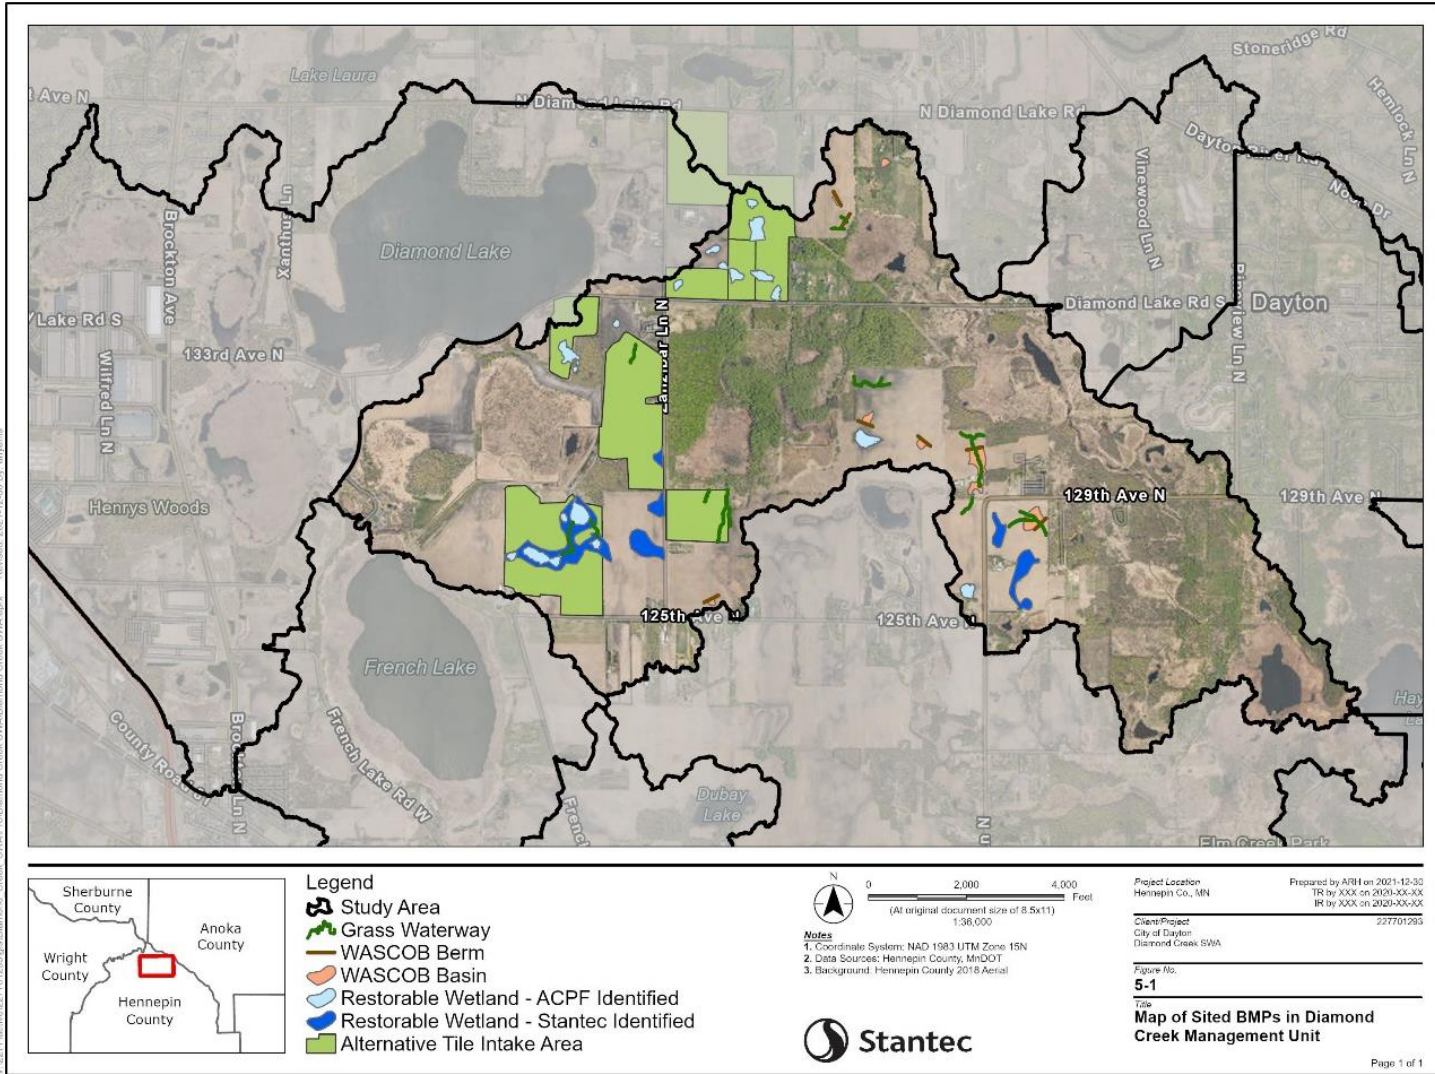 Stoneridge Rd
Lake Laura
t Ave N
N Diamond Lake Rd
N Diamond Lake Rd
Hemlock Ln N
Dayton River Rd
Vinewood Ln N
Brockton Ave
Xanthus Ln
Diamond Lake
Diamond Lake Rd S
Dayton
Lake Rd S
133rd Ave N
Zanzibar Ln N
Wilfred Ln N
Henrys Woods
129th Ave N
129th Ave N
125th Ave N
125th Ave N
French Lake
French Lake Rd W
Dubay
Lake
Elm Creek Park
Sherburne
County
Anoka
County
Wright
County
Hennepin
County
Legend
Study Area
Grass Waterway
WASCOB Berm
WASCOB Basin
Restorable Wetland - ACPF Identified
Restorable Wetland - Stantec Identified
Alternative Tile Intake Area
N
0 2,000 4,000
Feet
(At original document size of 8.5x11)
1:36,000
Notes
1. Coordinate System: NAD 1983 UTM Zone 15N
2. Data Sources: Hennepin County, MnDOT
3. Background: Hennepin County 2018 Aerial
Stantec
Project Location
Hennepin Co., MN
Prepared by ARH on 2021-12-30
TR by XXX on 2020-XX-XX
IR by XXX on 2020-XX-XX
Client/Project
227701293
City of Dayton
Diamond Creek SWA
Figure No.
5-1
Title
Map of Sited BMPs in Diamond
Creek Management Unit
Page 1 of 1